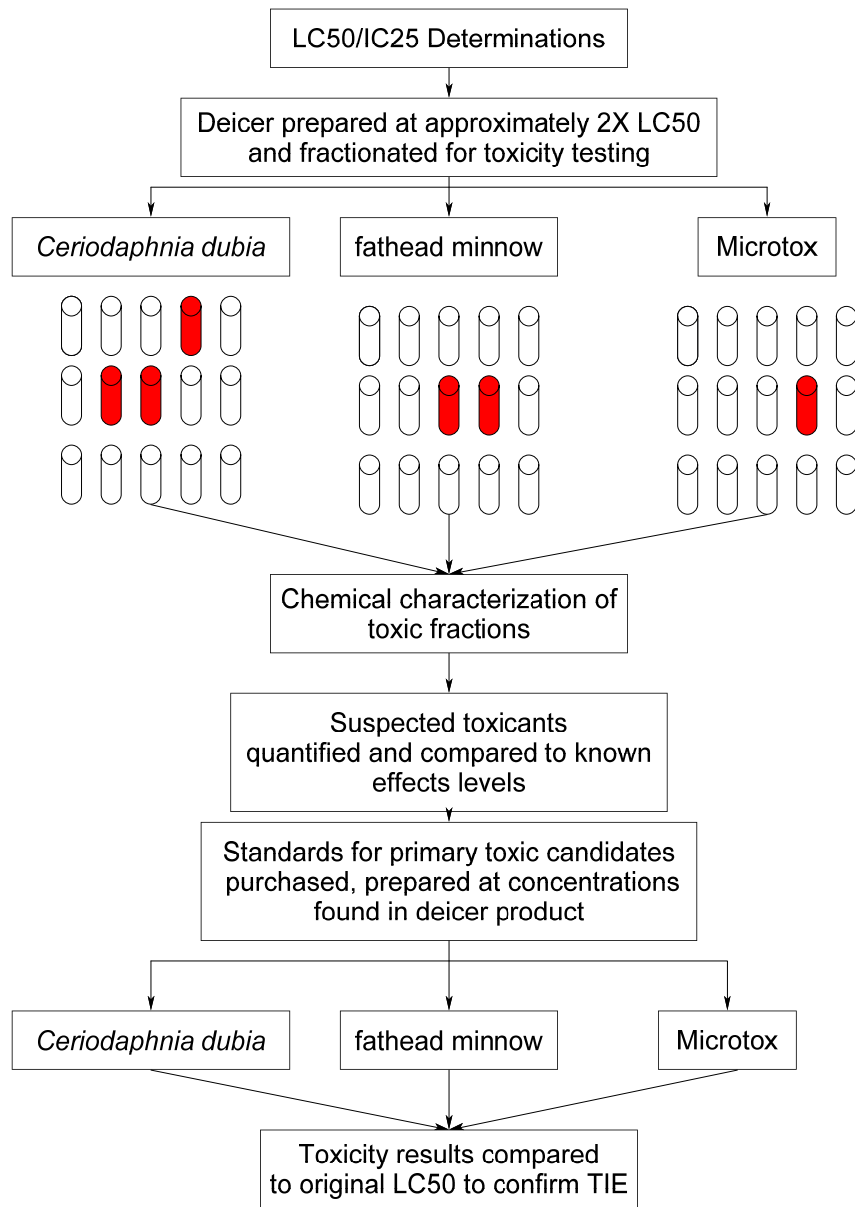 LC50/IC25 Determinations
Deicer prepared at approximately 2X LC50
and fractionated for toxicity testing
Ceriodaphnia dubia
fathead minnow
Microtox
Chemical characterization of
toxic fractions
Suspected toxicants
quantified and compared to known
effects levels
Standards for primary toxic candidates
purchased, prepared at concentrations
found in deicer product
Ceriodaphnia dubia
fathead minnow
Microtox
Toxicity results compared
to original LC50 to confirm TIE